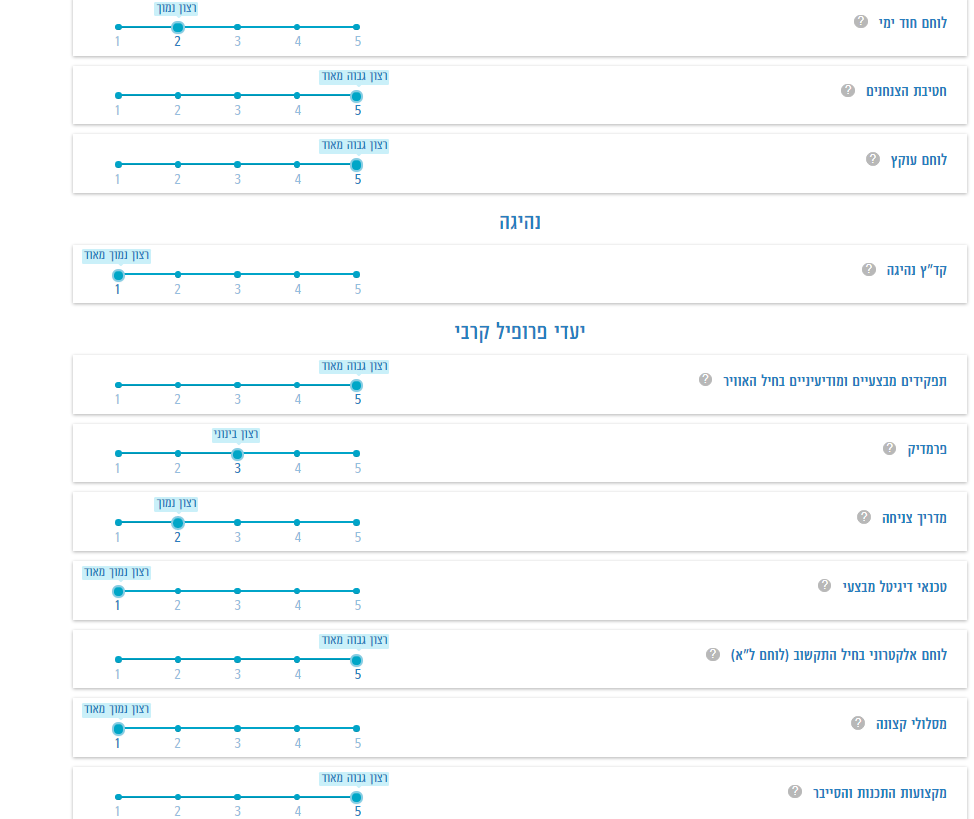 לוחם חוד ימי
רצון נמוך
1 2 3 4 5
חטיבת הצנחנים
רצון גבוה מאוד
1 2 3 4 5
לוחם עוקץ
רצון גבוה מאוד
1 2 3 4 5
נהיגה
קד"ץ נהיגה
רצון נמוך מאוד
1 2 3 4 5
יעדי פרופיל קרבי
תפקידים מבצעיים ומודיעיניים בחיל האוויר
רצון גבוה מאוד
1 2 3 4 5
פרמדיק
רצון בינוני
1 2 3 4 5
מדריך צניחה
רצון נמוך
1 2 3 4 5
טכנאי דיגיטל מבצעי
רצון נמוך מאוד
1 2 3 4 5
לוחם אלקטרוני בחיל התקשוב (לוחם ל"א)
רצון גבוה מאוד
1 2 3 4 5
מסלולי קצונה
רצון נמוך מאוד
1 2 3 4 5
מקצועות התכנות והסייבר
רצון גבוה מאוד
1 2 3 4 5